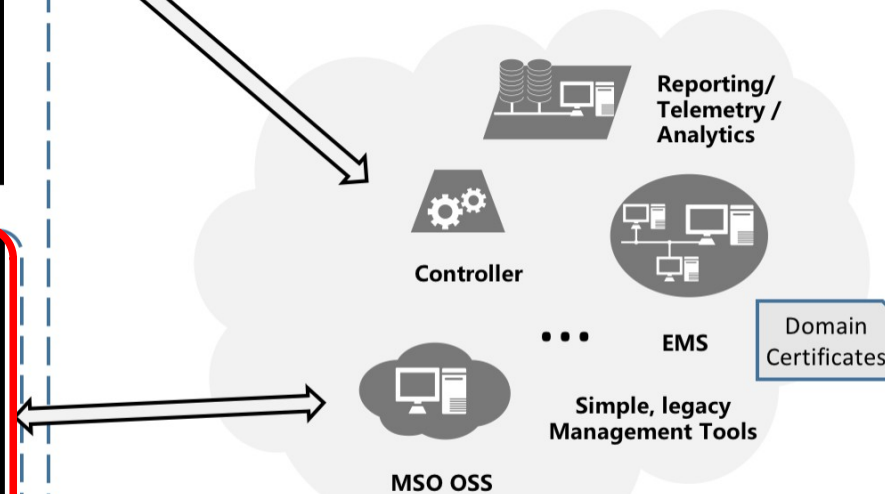 Reporting/
Telemetry /
Analytics
Controller
EMS
Domain
Certificates
Simple, legacy
Management Tools
MSO OSS